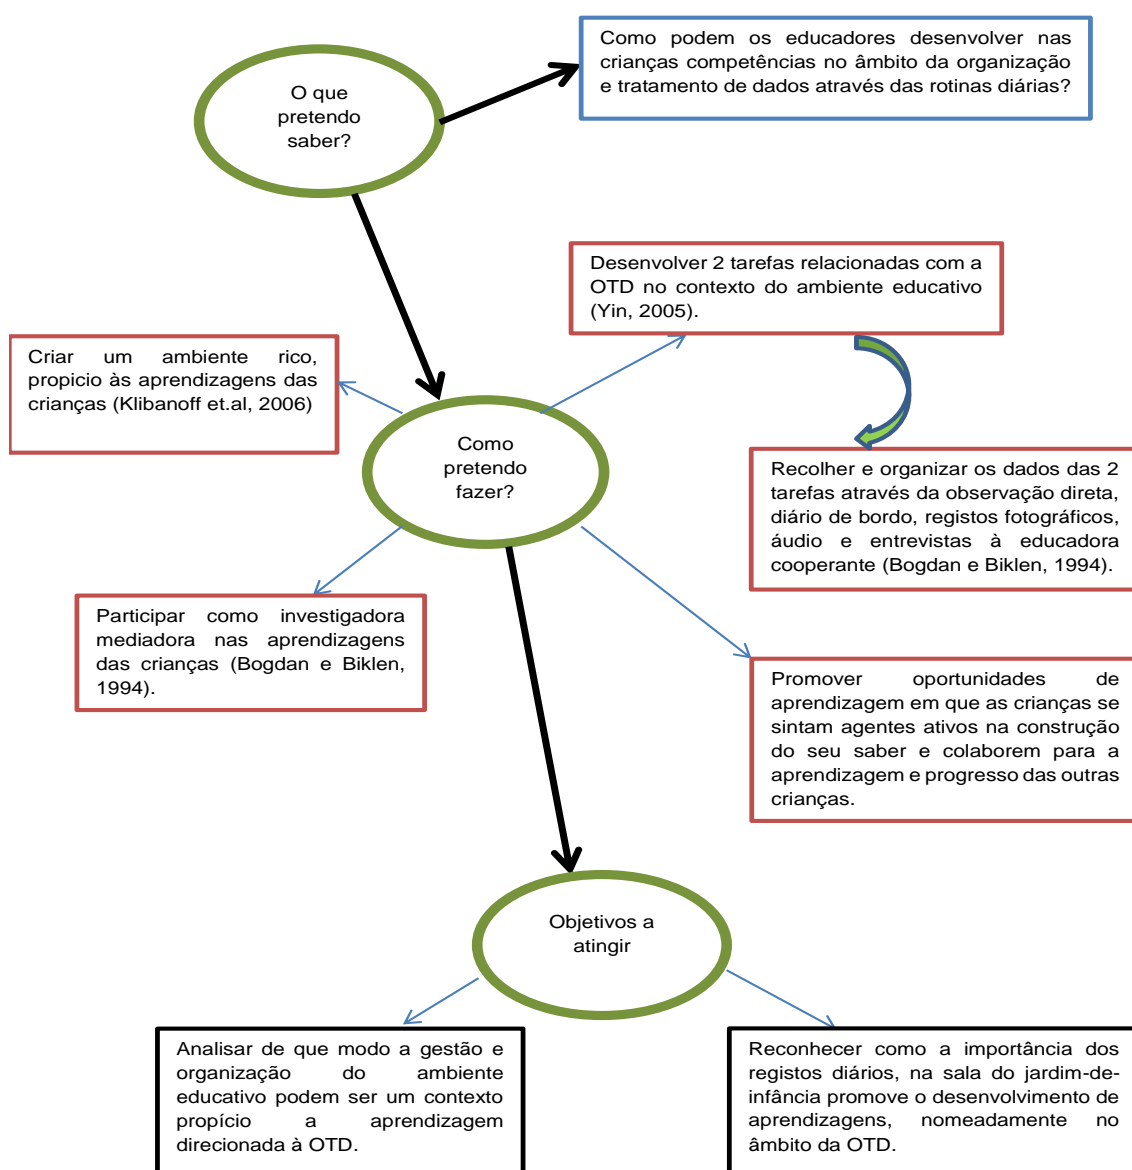 O que
pretendo
saber?
Como podem os educadores desenvolver nas
crianças competências no âmbito da organização
e tratamento de dados através das rotinas diárias?
Desenvolver 2 tarefas relacionadas com a
OTD no contexto do ambiente educativo
(Yin, 2005).
Criar um ambiente rico,
propicio às aprendizagens das
crianças (Klibanoff et.al, 2006)
Como
pretendo
fazer?
Recolher e organizar os dados das 2
tarefas através da observação direta,
diário de bordo, registos fotográficos,
áudio e entrevistas à educadora
cooperante (Bogdan e Biklen, 1994).
Participar como investigadora
mediadora nas aprendizagens
das crianças (Bogdan e Biklen,
1994).
Promover oportunidades de
aprendizagem em que as crianças se
sintam agentes ativos na construção
do seu saber e colaborem para a
aprendizagem e progresso das outras
crianças.
Objetivos a
atingir
Analisar de que modo a gestão e
organização do ambiente
educativo podem ser um contexto
propício a aprendizagem
direcionada à OTD.
Reconhecer como a importância dos
registos diários, na sala do jardim-de-
infância promove o desenvolvimento de
aprendizagens, nomeadamente no
âmbito da OTD.